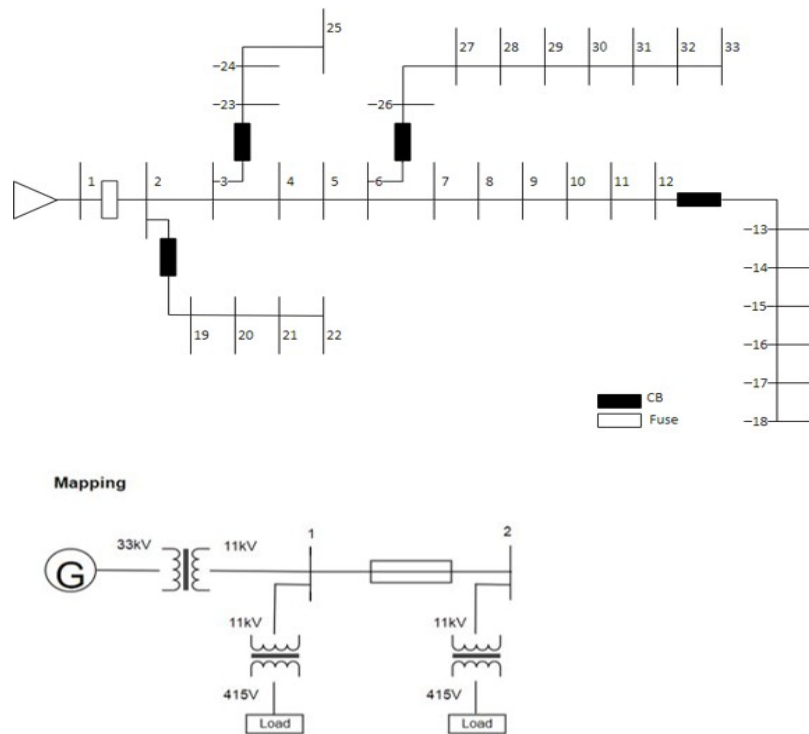 25
27 28 29 30 31 32 33
24
23
26
1 2 3 4 5 6 7 8 9 10 11 12
13
14
15
16
17
18
19 20 21 22
CB
Fuse
Mapping
1 2
33kV 11kV
G
11kV 11kV
415V 415V
Load Load